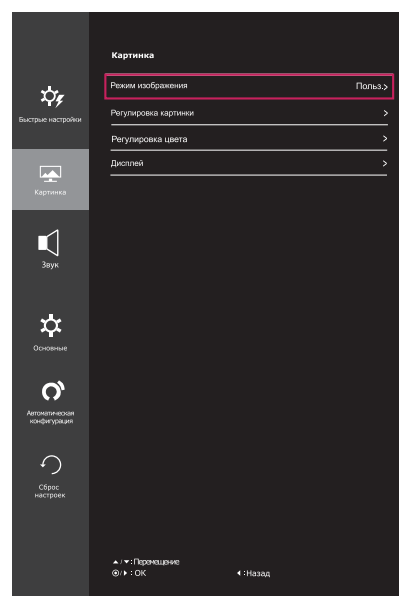 Картинка
Режим изображения Польз.>
Регулировка картинки >
Регулировка цвета >
Дисплей >
Быстрые настройки
Картинка
Звук
Основные
Автоматическая
конфигурация
Сброс
настроек
▲/▼: Перемещение
◉/▶ : OK ◀ :Назад